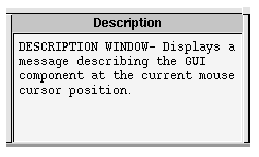 Description
DESCRIPTION WINDOW- Displays a
message describing the GUI
component at the current mouse
cursor position.